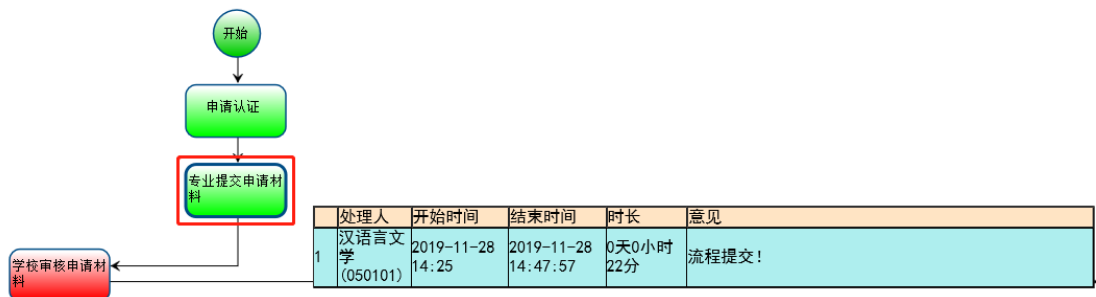 开始
申请认证
专业提交申请材
料
处理人 开始时间 结束时间 时长 意见
1 汉语言文学(050101) 2019-11-28 14:25 2019-11-28 14:47:57 0天0小时22分 流程提交!
学校审核申请材
料